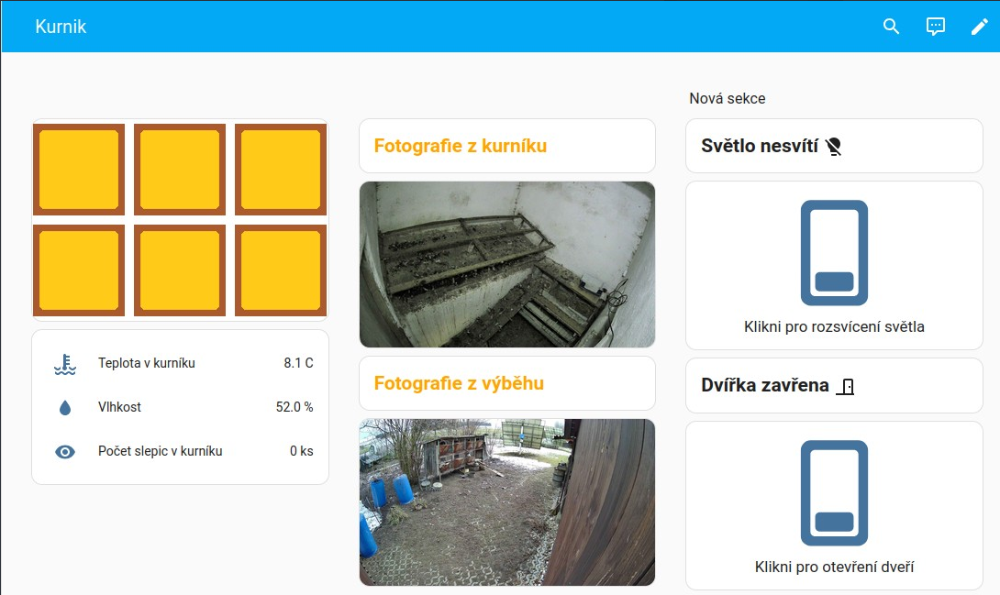 Kurnik
Teplota v kurníku 8.1 C
Vlhkost 52.0 %
Počet slepic v kurníku 0 ks
Fotografie z kurníku
Fotografie z výběhu
Nová sekce
Světlo nesvítí
Klikni pro rozsvícení světla
Dvířka zavřena
Klikni pro otevření dveří